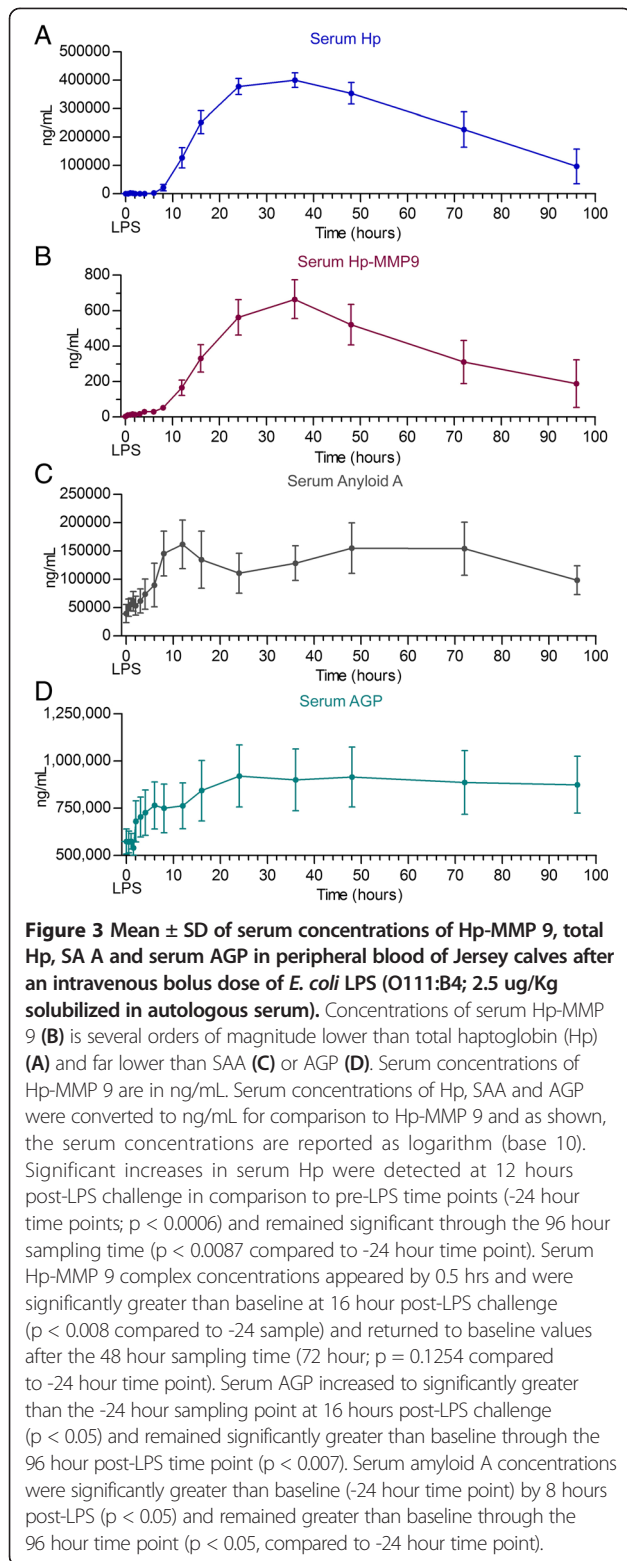 A
Serum Hp
500000
400000
300000
200000
100000
0
ng/mL
0 10 20 30 40 50 60 70 80 90 100
LPS
Time (hours)
B
Serum Hp-MMP9
800
600
400
200
0
ng/mL
0 10 20 30 40 50 60 70 80 90 100
LPS
Time (hours)
C
Serum Anyloid A
250000
200000
150000
100000
50000
0
ng/mL
0 10 20 30 40 50 60 70 80 90 100
LPS
Time (hours)
D
Serum AGP
1,250,000
1,000,000
750,000
500,000
ng/mL
0 10 20 30 40 50 60 70 80 90 100
LPS
Time (hours)
Figure 3 Mean ± SD of serum concentrations of Hp-MMP 9, total
Hp, SA A and serum AGP in peripheral blood of Jersey calves after
an intravenous bolus dose of E. coli LPS (O111:B4; 2.5 ug/Kg
solubilized in autologous serum). Concentrations of serum Hp-MMP
9 (B) is several orders of magnitude lower than total haptoglobin (Hp)
(A) and far lower than SAA (C) or AGP (D). Serum concentrations of
Hp-MMP 9 are in ng/mL. Serum concentrations of Hp, SAA and AGP
were converted to ng/mL for comparison to Hp-MMP 9 and as shown,
the serum concentrations are reported as logarithm (base 10).
Significant increases in serum Hp were detected at 12 hours
post-LPS challenge in comparison to pre-LPS time points (-24 hour
time points; p < 0.0006) and remained significant through the 96 hour
sampling time (p < 0.0087 compared to -24 hour time point). Serum
Hp-MMP 9 complex concentrations appeared by 0.5 hrs and were
significantly greater than baseline at 16 hour post-LPS challenge
(p < 0.008 compared to -24 sample) and returned to baseline values
after the 48 hour sampling time (72 hour; p = 0.1254 compared
to -24 hour time point). Serum AGP increased to significantly greater
than the -24 hour sampling point at 16 hours post-LPS challenge
(p < 0.05) and remained significantly greater than baseline through the
96 hour post-LPS time point (p < 0.007). Serum amyloid A concentrations
were significantly greater than baseline (-24 hour time point) by 8 hours
post-LPS (p < 0.05) and remained greater than baseline through the
96 hour time point (p < 0.05, compared to -24 hour time point).